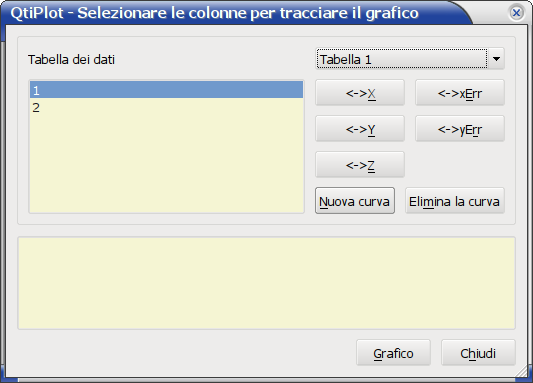 QtiPlot - Selezionare le colonne per tracciare il grafico
Tabella dei dati
Tabella 1
1
2
<->X
<->xErr
<->Y
<->yErr
<->Z
Nuova curva
Elimina la curva
Grafico
Chiudi